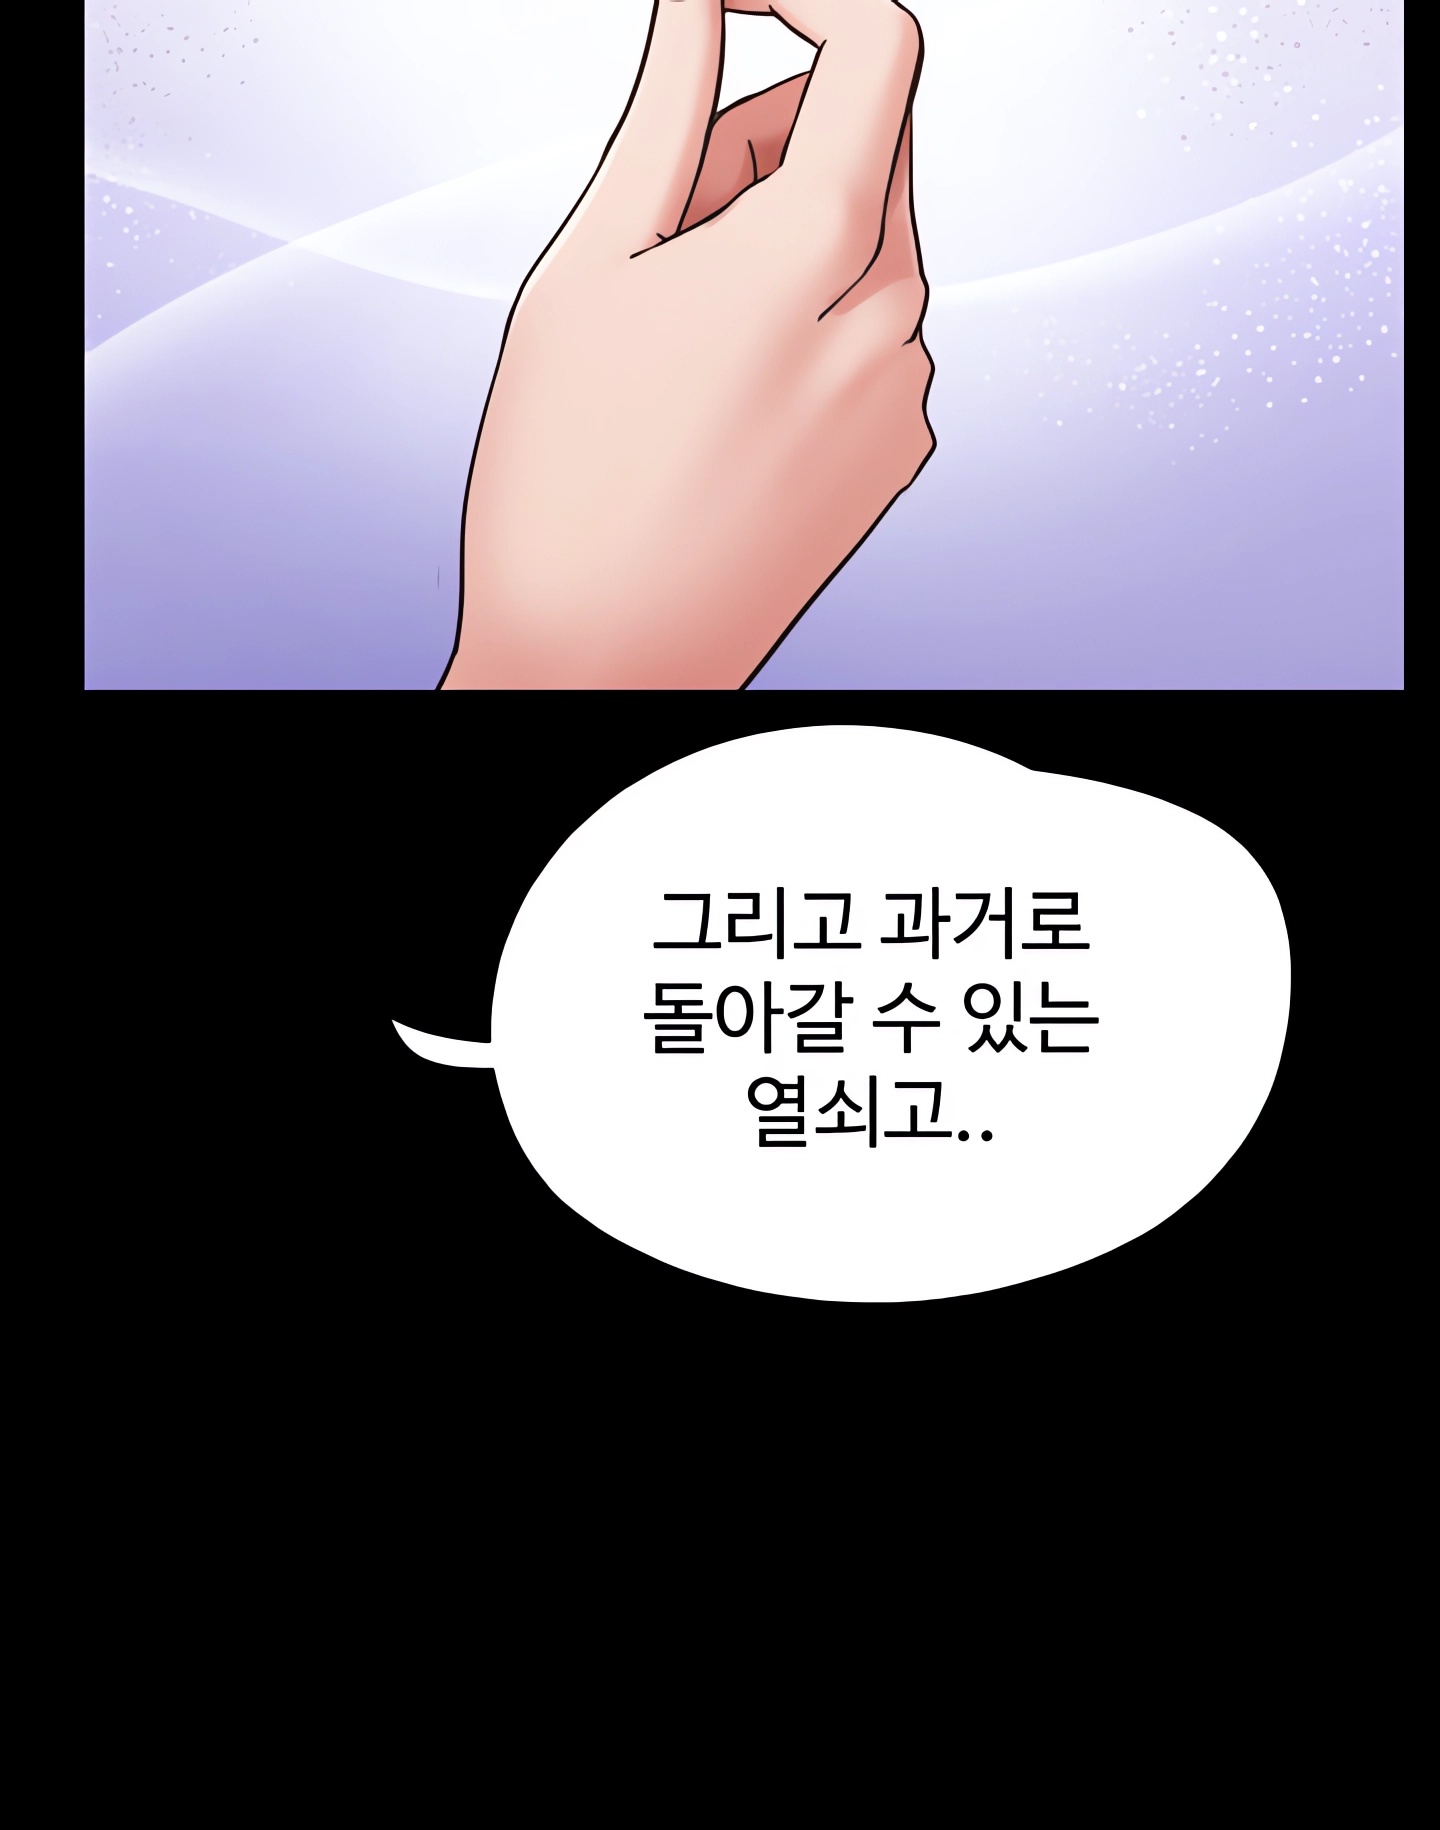 그리고 과거로
돌아갈 수 있는
열쇠고..